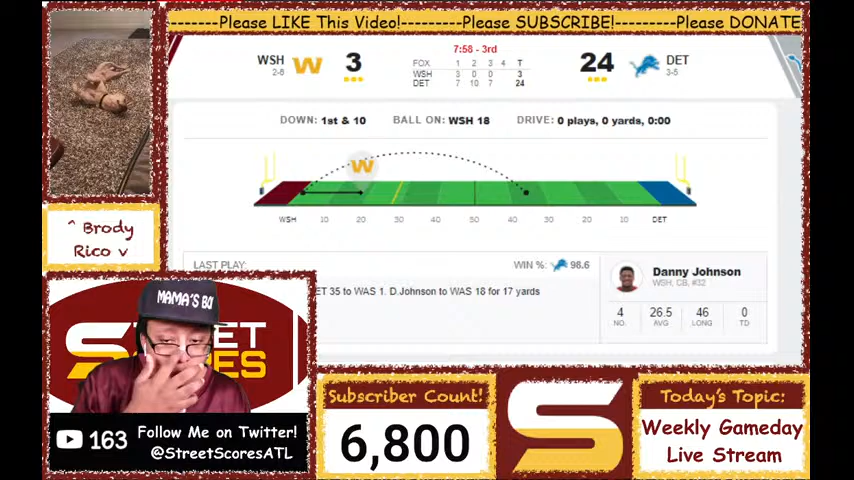 -------Please LIKE This Video!---------Please SUBSCRIBE!-------Please DONATE
WSH
2-6
W
3
7:58 - 3rd
FOX 1 2 3 4 T
WSH 3 0 0 3
DET 7 10 7 24
24
DET
3-5
DOWN: 1st & 10 BALL ON: WSH 18 DRIVE: 0 plays, 0 yards, 0:00
W
WSH 10 20 30 40 50 40 30 20 10 DET
^ Brody
Rico v
LAST PLAY:
WIN %: 98.6
ET 35 to WAS 1. D.Johnson to WAS 18 for 17 yards
Danny Johnson
WSH, CB, #32
4 26.5 46 0
NO. AVG LONG TD
MAMA'S BOY
163
Follow Me on Twitter!
@StreetScoresATL
Subscriber Count!
6,800
S
Today's Topic:
Weekly Gameday
Live Stream